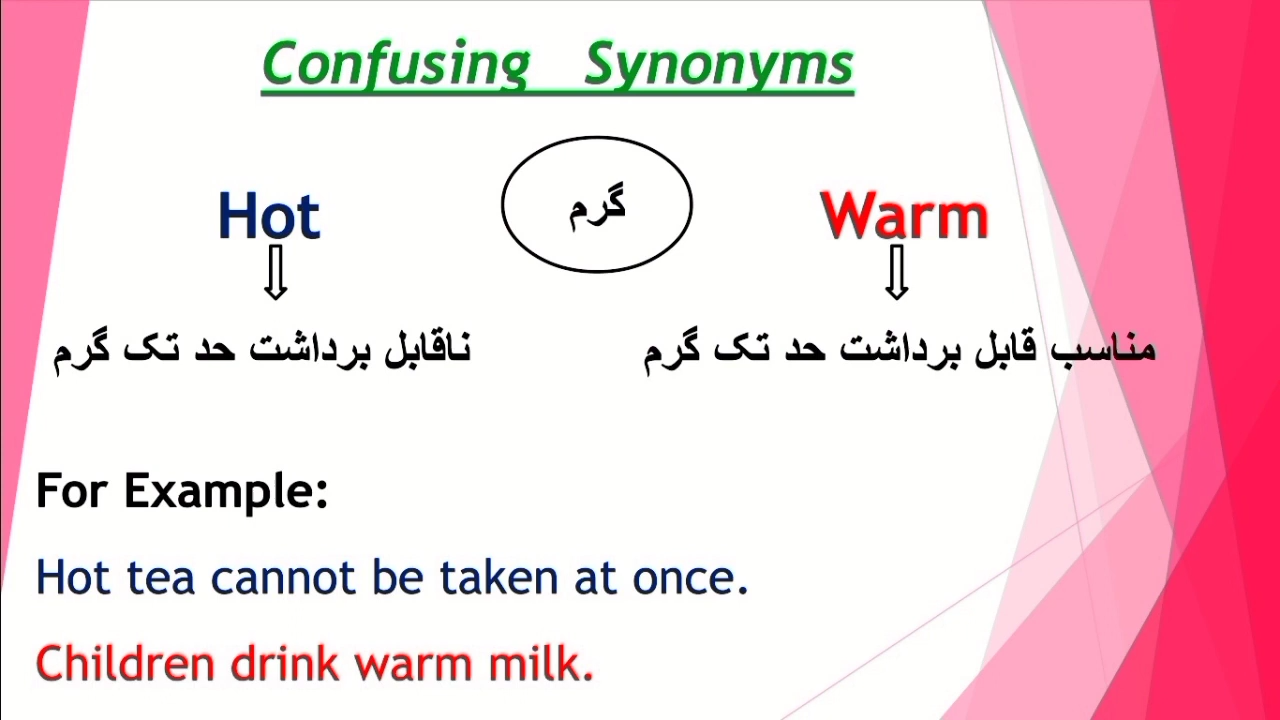 Confusing Synonyms
Hot گرم Warm
ناقابل برداشت حد تک گرم
مناسب قابل برداشت حد تک گرم
For Example:
Hot tea cannot be taken at once.
Children drink warm milk.